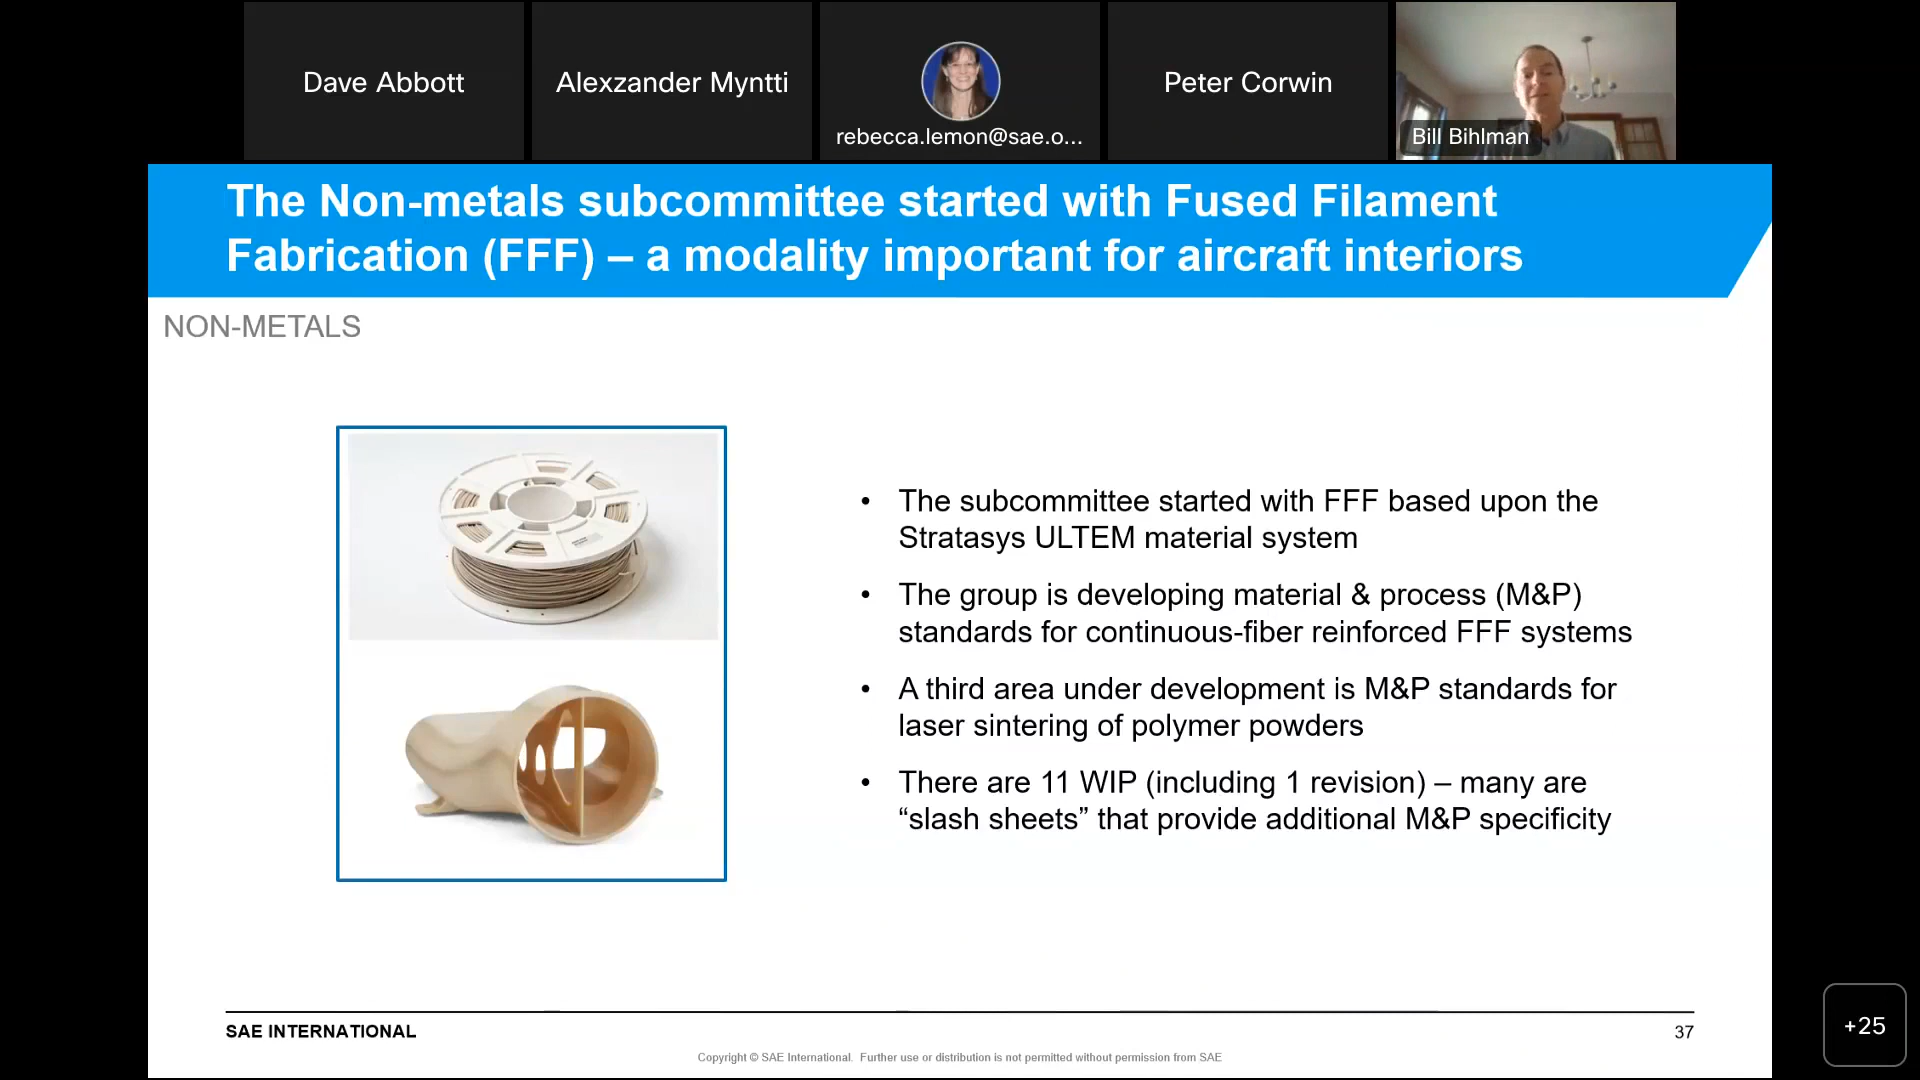 Dave Abbott
Alexzander Myntti
rebecca.lemon@sae.o...
Peter Corwin
Bill Bihlman
The Non-metals subcommittee started with Fused Filament
Fabrication (FFF) – a modality important for aircraft interiors
NON-METALS
• The subcommittee started with FFF based upon the
Stratasys ULTEM material system
• The group is developing material & process (M&P)
standards for continuous-fiber reinforced FFF systems
• A third area under development is M&P standards for
laser sintering of polymer powders
• There are 11 WIP (including 1 revision) – many are
“slash sheets” that provide additional M&P specificity
SAE INTERNATIONAL
37
Copyright © SAE International. Further use or distribution is not permitted without permission from SAE
+25